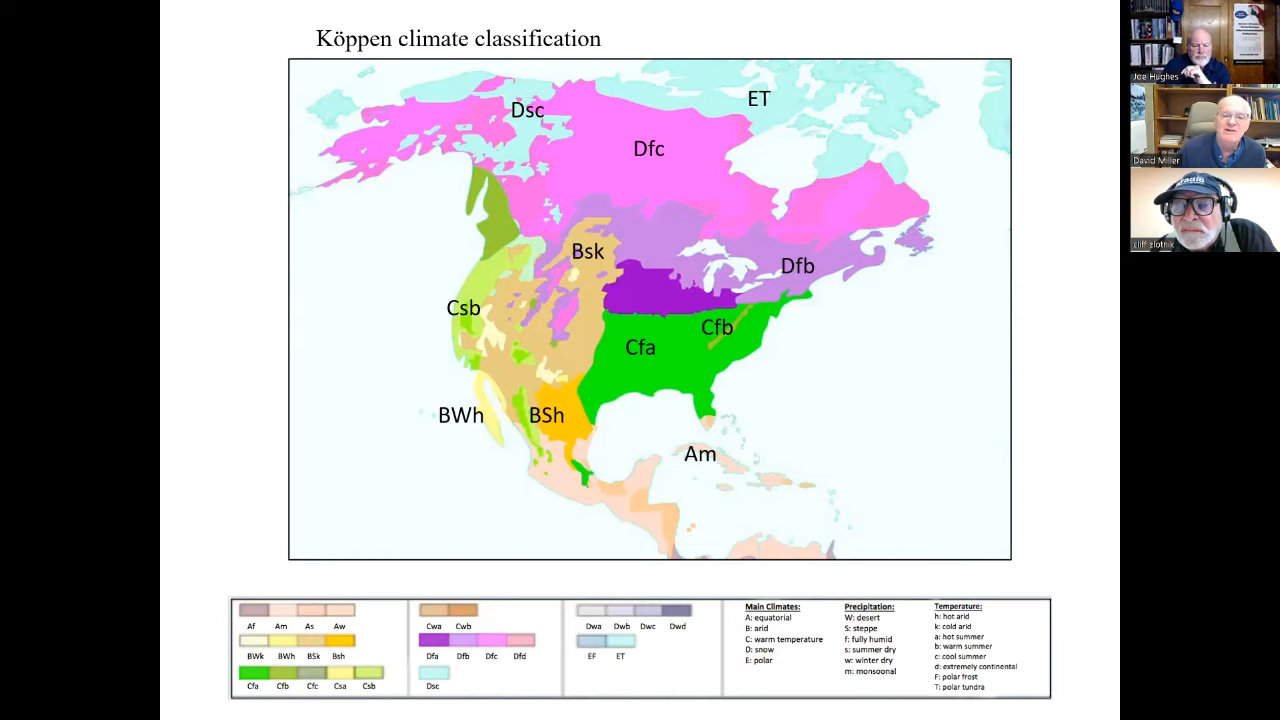 Köppen climate classification
Dsc
ET
Dfc
Bsk
Dfb
Csb
Cfb
Cfa
BWh
BSh
Am
Af Am As Aw
BWk BWh BSk Bsh
Cfa Cfb Cfc Csa Csb
Cwa Cwb
Dfa Dfb Dfc Dfd
Dsc
Dwa Dwb Dwc Dwd
EF ET
Main Climates:
A: equatorial
B: arid
C: warm temperature
D: snow
E: polar
Precipitation:
W: desert
S: steppe
f: fully humid
s: summer dry
w: winter dry
m: monsoonal
Temperature:
h: hot arid
k: cold arid
a: hot summer
b: warm summer
c: cool summer
d: extremely continental
F: polar frost
T: polar tundra
Joe Hughes
David Miller
radio
cliff zlotnik